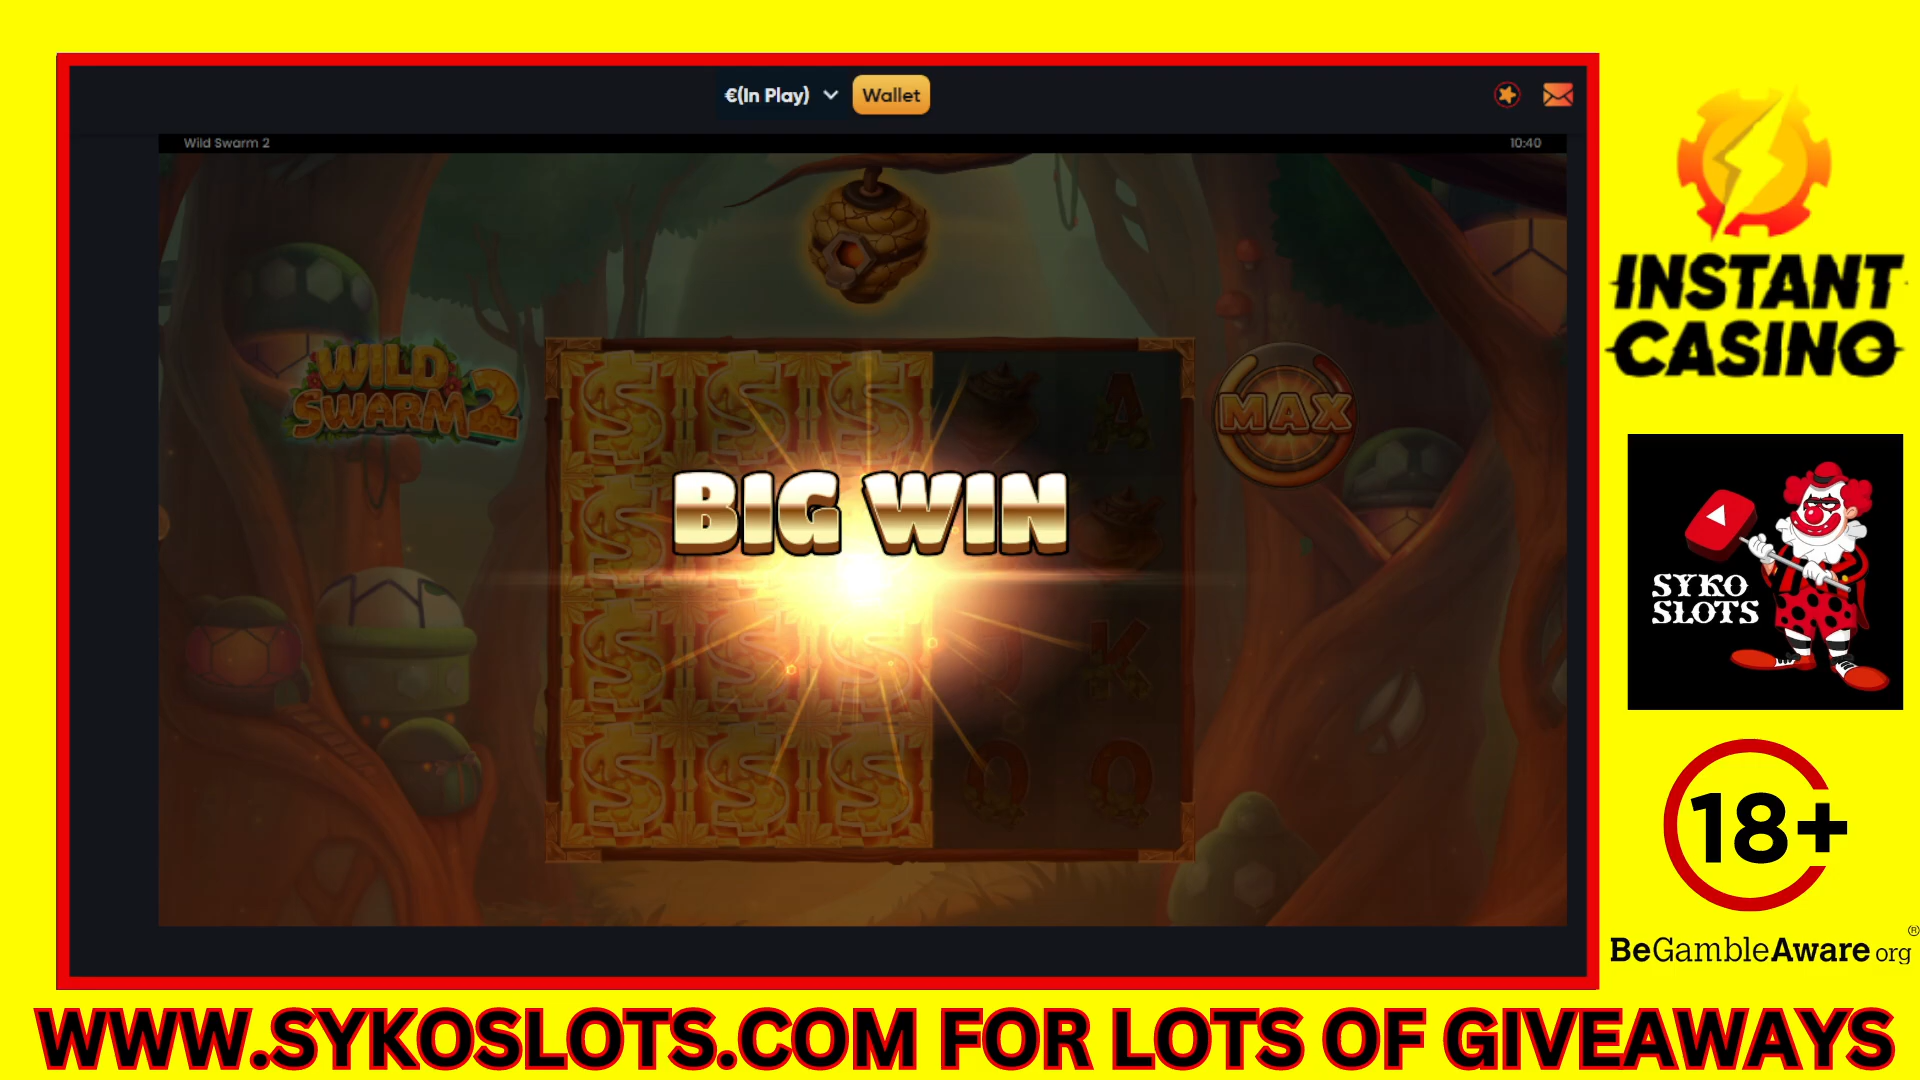 €(In Play)
Wallet
Wild Swarm 2
10:40
WILD
SWARM 2
MAX
A
BIG WIN
K
Q
Q
INSTANT
CASINO
SYKO
SLOTS
18+
BeGambleAware.org®
WWW.SYKOSLOTS.COM FOR LOTS OF GIVEAWAYS